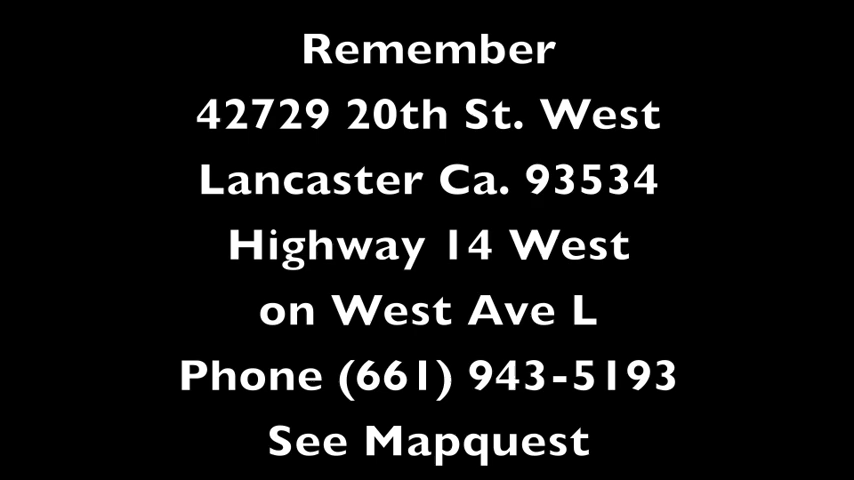 Remember
42729 20th St. West
Lancaster Ca. 93534
Highway 14 West
on West Ave L
Phone (661) 943-5193
See Mapquest